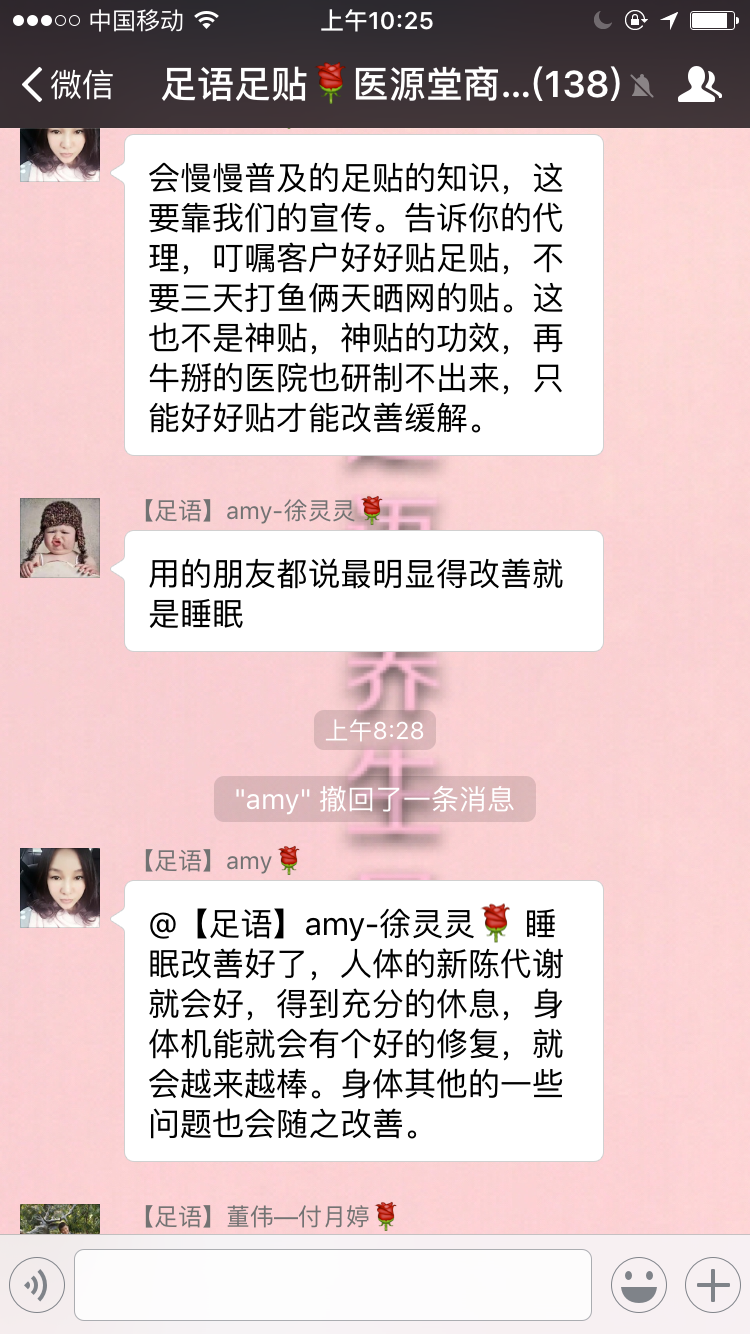 中国移动
上午10:25
微信
足语足贴🌹医源堂商...(138)
会慢慢普及的足贴的知识，这
要靠我们的宣传。告诉你的代
理，叮嘱客户好好贴足贴，不
要三天打鱼俩天晒网的贴。这
也不是神贴，神贴的功效，再
牛掰的医院也研制不出来，只
能好好贴才能改善缓解。
【足语】amy-徐灵灵🌹
用的朋友都说最明显得改善就
是睡眠
养生
上午8:28
"amy" 撤回了一条消息
【足语】amy🌹
@【足语】amy-徐灵灵🌹 睡
眠改善好了，人体的新陈代谢
就会好，得到充分的休息，身
体机能就会有个好的修复，就
会越来越棒。身体其他的一些
问题也会随之改善。
【足语】董伟—付月婷🌹